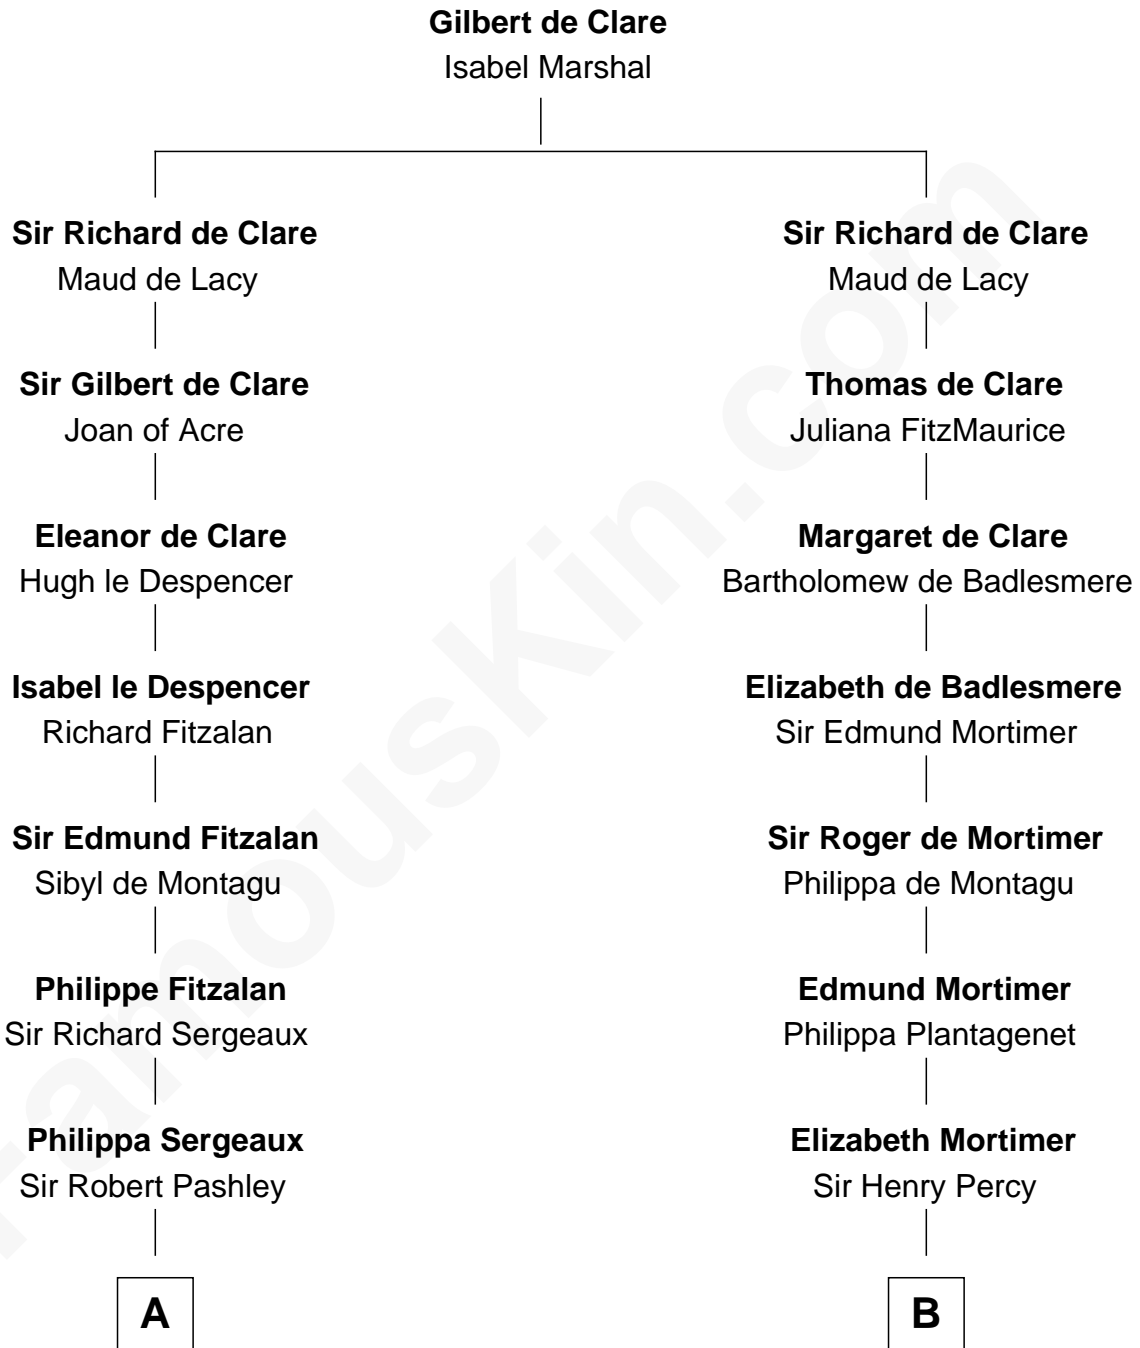 Gilbert de Clare
Isabel Marshal
Sir Richard de Clare
Maud de Lacy
Sir Richard de Clare
Maud de Lacy
Sir Gilbert de Clare
Joan of Acre
Thomas de Clare
Juliana FitzMaurice
Eleanor de Clare
Hugh le Despencer
Margaret de Clare
Bartholomew de Badlesmere
Isabel le Despencer
Richard Fitzalan
Elizabeth de Badlesmere
Sir Edmund Mortimer
Sir Edmund Fitzalan
Sibyl de Montagu
Sir Roger de Mortimer
Philippa de Montagu
Philippe Fitzalan
Sir Richard Sergeaux
Edmund Mortimer
Philippa Plantagenet
Philippa Sergeaux
Sir Robert Pashley
Elizabeth Mortimer
Sir Henry Percy
A
B
FamousKin.com